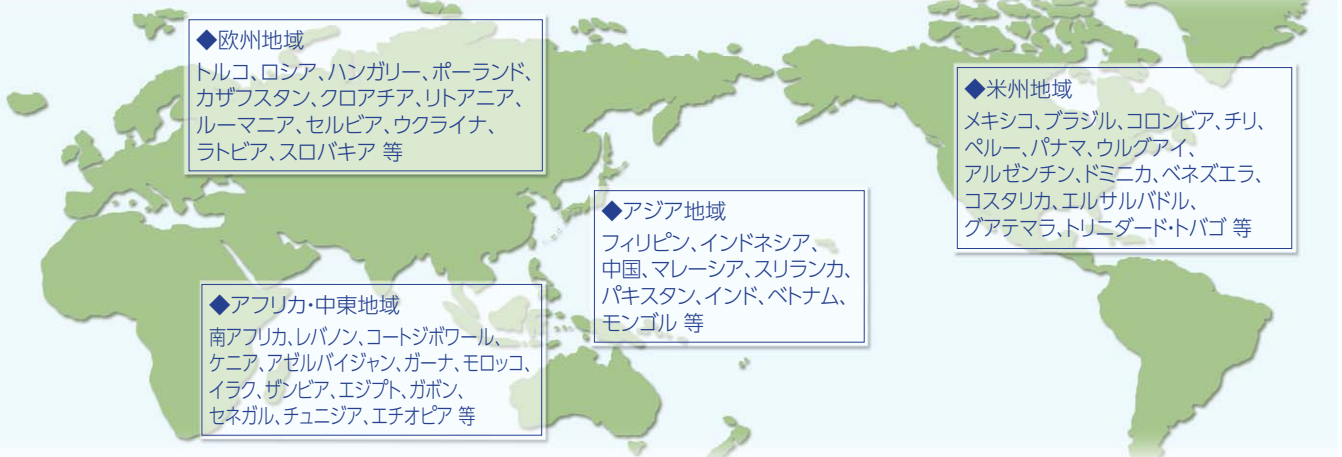 ◆欧州地域
トルコ、ロシア、ハンガリー、ポーランド、
カザフスタン、クロアチア、リトアニア、
ルーマニア、セルビア、ウクライナ、
ラトビア、スロバキア 等
◆米州地域
メキシコ、ブラジル、コロンビア、チリ、
ペルー、パナマ、ウルグアイ、
アルゼンチン、ドミニカ、ベネズエラ、
コスタリカ、エルサルバドル、
グアテマラ、トリニダード・トバゴ 等
◆アジア地域
フィリピン、インドネシア、
中国、マレーシア、スリランカ、
パキスタン、インド、ベトナム、
モンゴル 等
◆アフリカ・中東地域
南アフリカ、レバノン、コートジボワール、
ケニア、アゼルバイジャン、ガーナ、モロッコ、
イラク、ザンビア、エジプト、ガボン、
セネガル、チュニジア、エチオピア 等